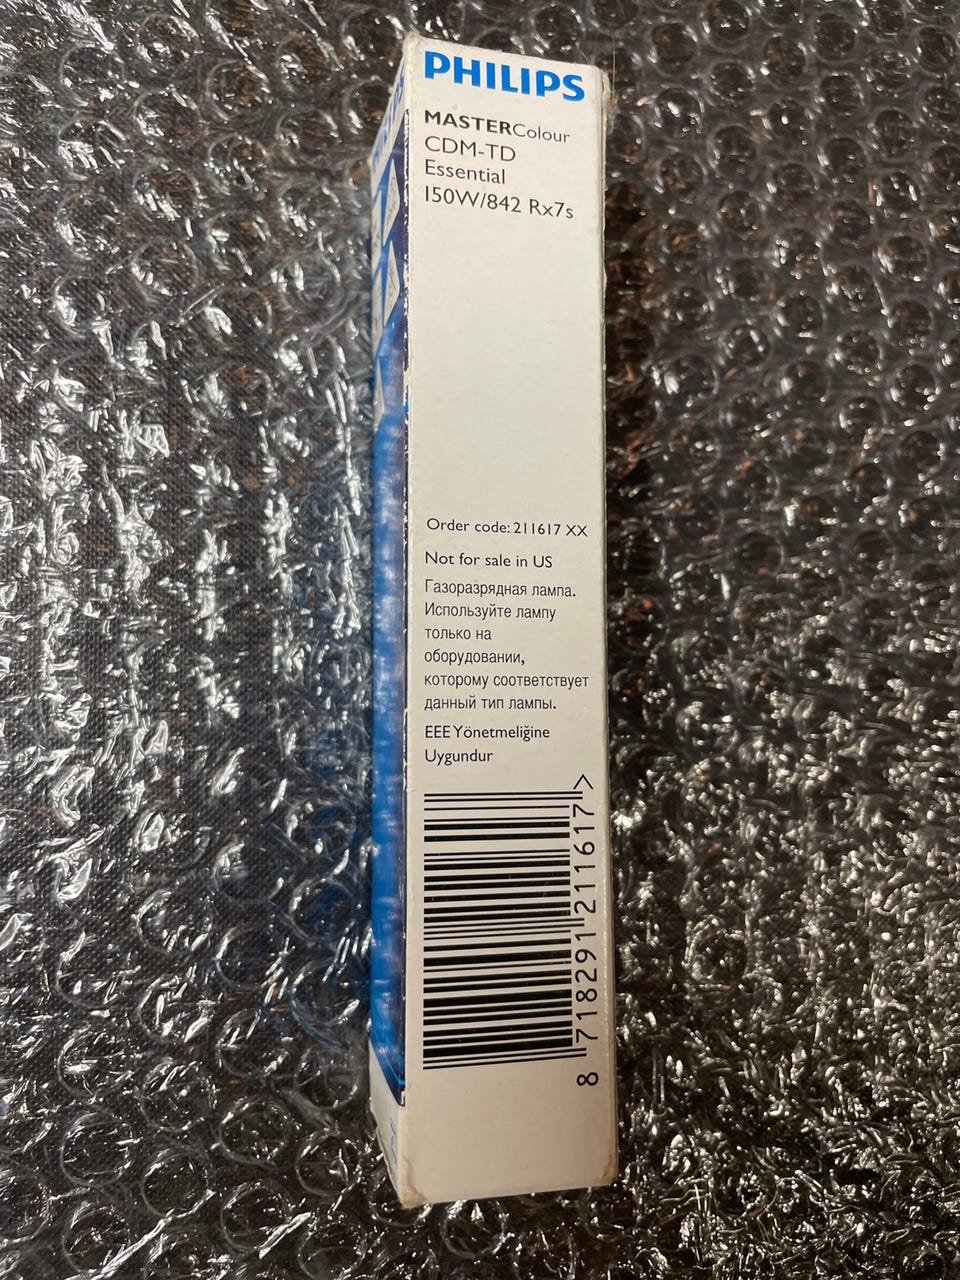 PHILIPS
MASTERColour
CDM-TD
Essential
150W/842 Rx7s
Order code: 211617 XX
Not for sale in US
Газоразрядная лампа.
Используйте лампу
только на
оборудовании,
которому соответствует
данный тип лампы.
EEE Yönetmeliğine
Uygundur
8 718291 211617 >